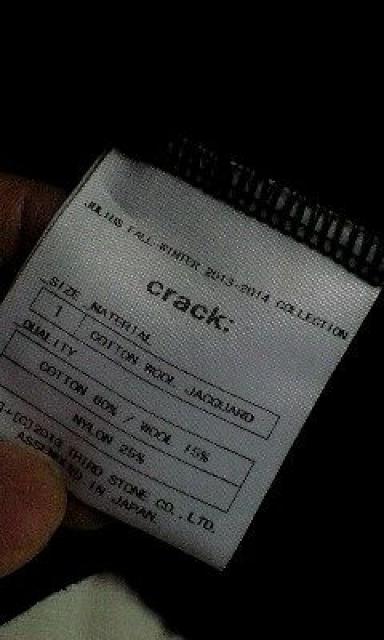 JULIUS FALL-WINTER 2013-2014 COLLECTION
crack:
SIZE MATERIAL
1 COTTON WOOL JACQUARD
QUALITY
COTTON 60% / WOOL 15%
NYLON 25%
+(C)2013 THIRD STONE CO.,LTD.
ASSEMBLED IN JAPAN.